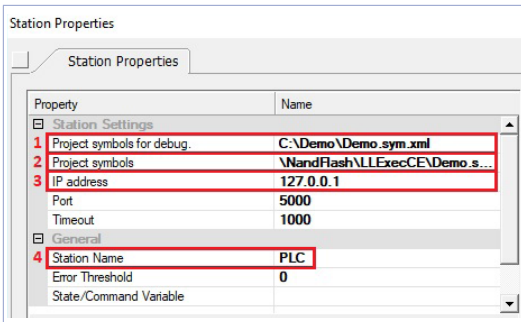 Station Properties
Station Properties
Property Name
Station Settings
1 Project symbols for debug. C:\Demo\Demo.sym.xml
2 Project symbols \NandFlash\LLExecCE\Demo.s...
3 IP address 127.0.0.1
Port 5000
Timeout 1000
General
4 Station Name PLC
Error Threshold 0
State/Command Variable